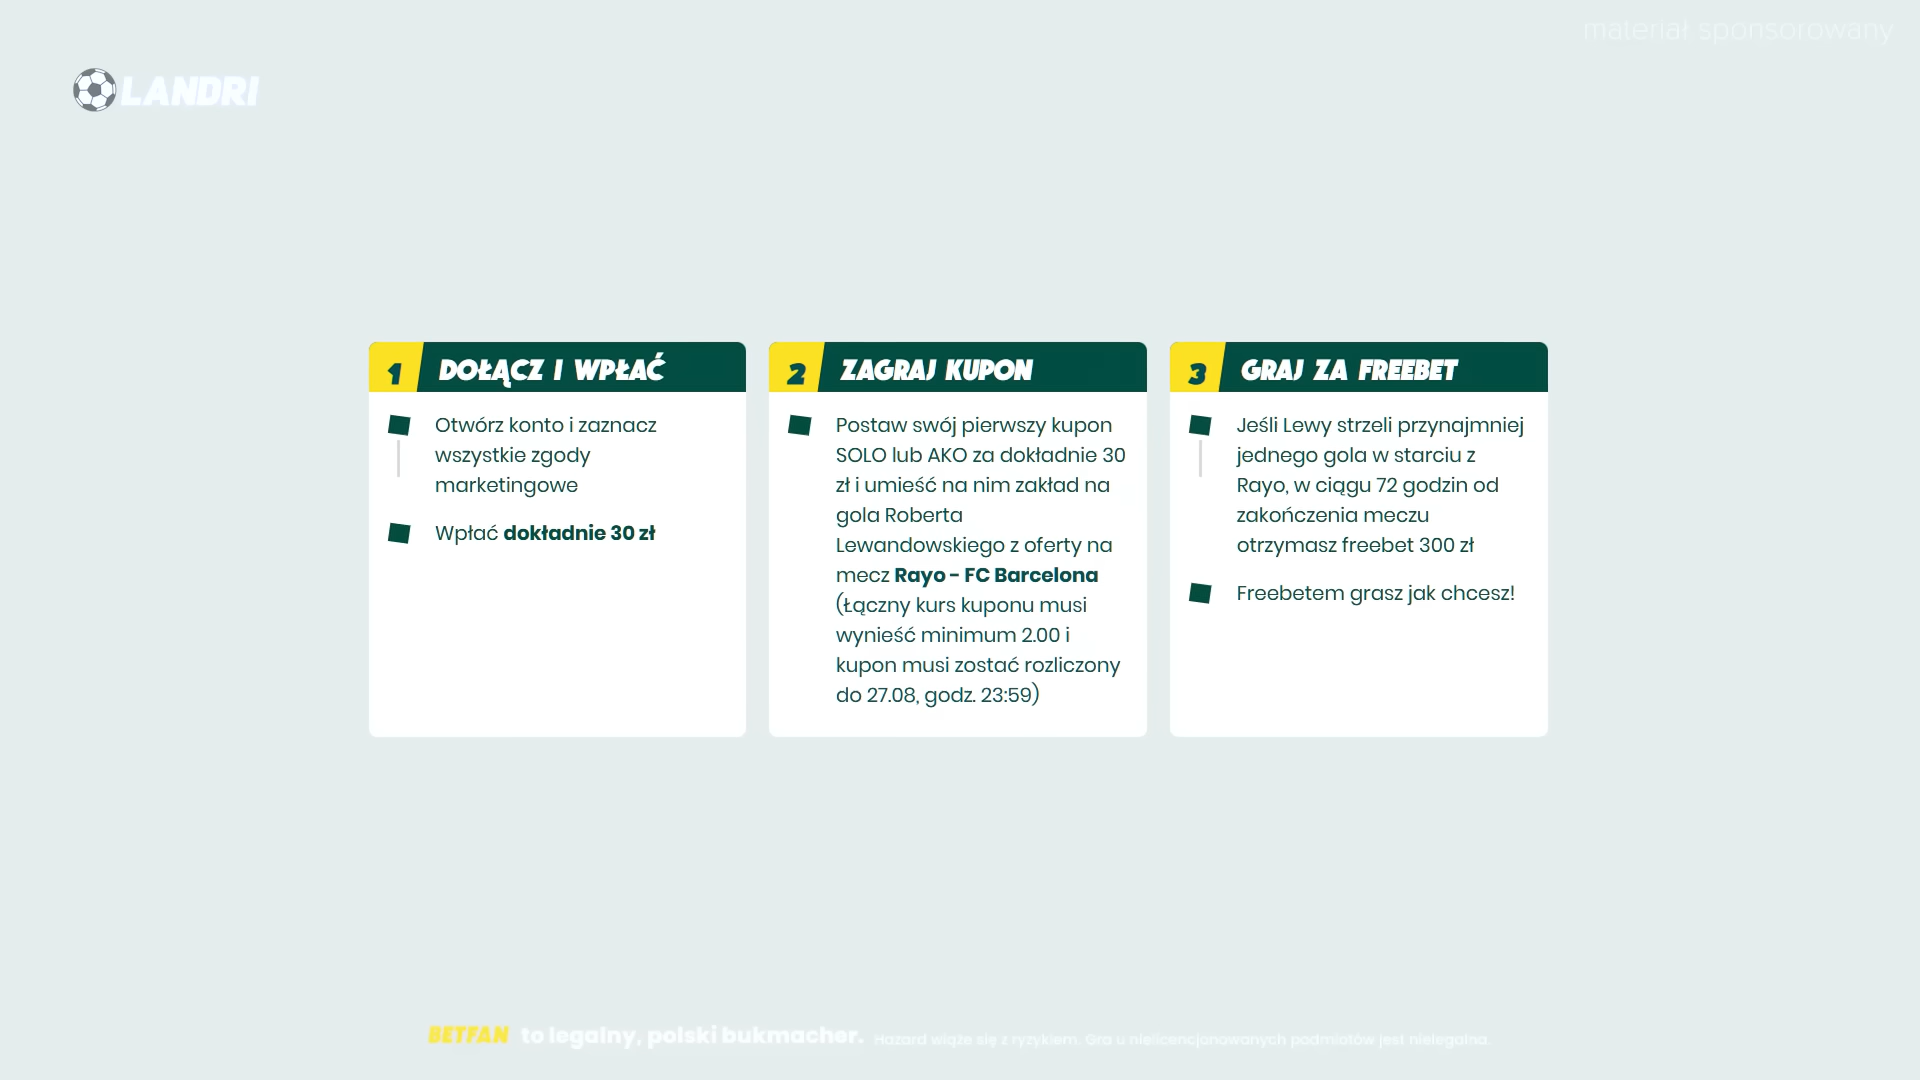 materiał sponsorowany
LANDRI
1 DOŁĄCZ I WPŁAĆ
Otwórz konto i zaznacz
wszystkie zgody
marketingowe
Wpłać dokładnie 30 zł
2 ZAGRAJ KUPON
Postaw swój pierwszy kupon
SOLO lub AKO za dokładnie 30
zł i umieść na nim zakład na
gola Roberta
Lewandowskiego z oferty na
mecz Rayo - FC Barcelona
(Łączny kurs kuponu musi
wynieść minimum 2.00 i
kupon musi zostać rozliczony
do 27.08, godz. 23:59)
3 GRAJ ZA FREEBET
Jeśli Lewy strzeli przynajmniej
jednego gola w starciu z
Rayo, w ciągu 72 godzin od
zakończenia meczu
otrzymasz freebet 300 zł
Freebetem grasz jak chcesz!
BETFAN to legalny, polski bukmacher. Hazard wiąże się z ryzykiem. Gra u nielicencjonowanych podmiotów jest nielegalna.